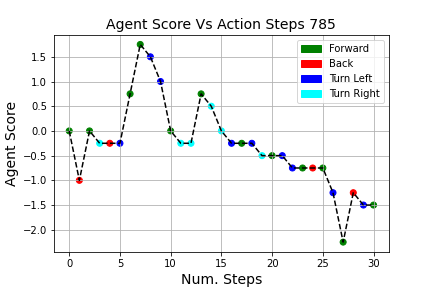 Agent Score Vs Action Steps 785
Forward
Back
Turn Left
Turn Right
1.5
1.0
0.5
0.0
−0.5
−1.0
−1.5
−2.0
Agent Score
0 5 10 15 20 25 30
Num. Steps